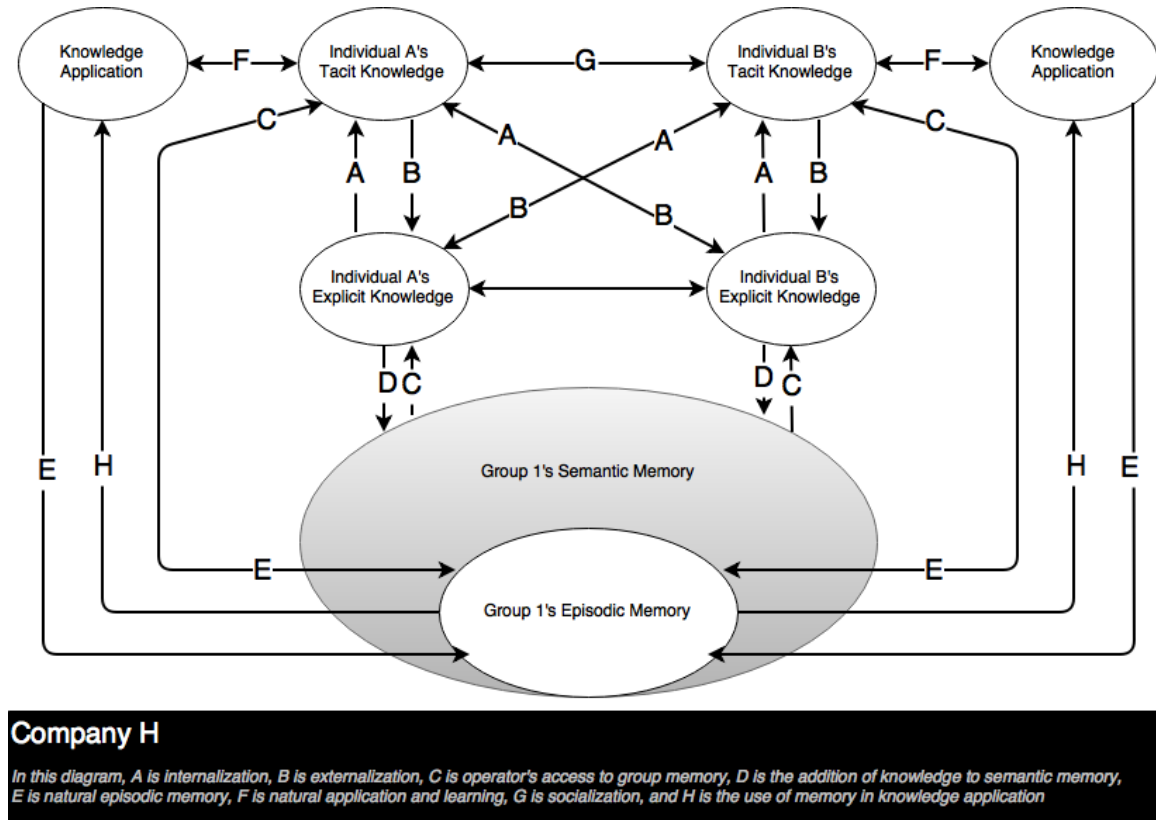 Knowledge
Application
F
Individual A's
Tacit Knowledge
G
Individual B's
Tacit Knowledge
F
Knowledge
Application
C
A
A
C
A
B
A
B
B
B
Individual A's
Explicit Knowledge
Individual B's
Explicit Knowledge
D
C
D
C
E
H
Group 1's Semantic Memory
H
E
E
E
Group 1's Episodic Memory
Company H
In this diagram, A is internalization, B is externalization, C is operator's access to group memory, D is the addition of knowledge to semantic memory,
E is natural episodic memory, F is natural application and learning, G is socialization, and H is the use of memory in knowledge application